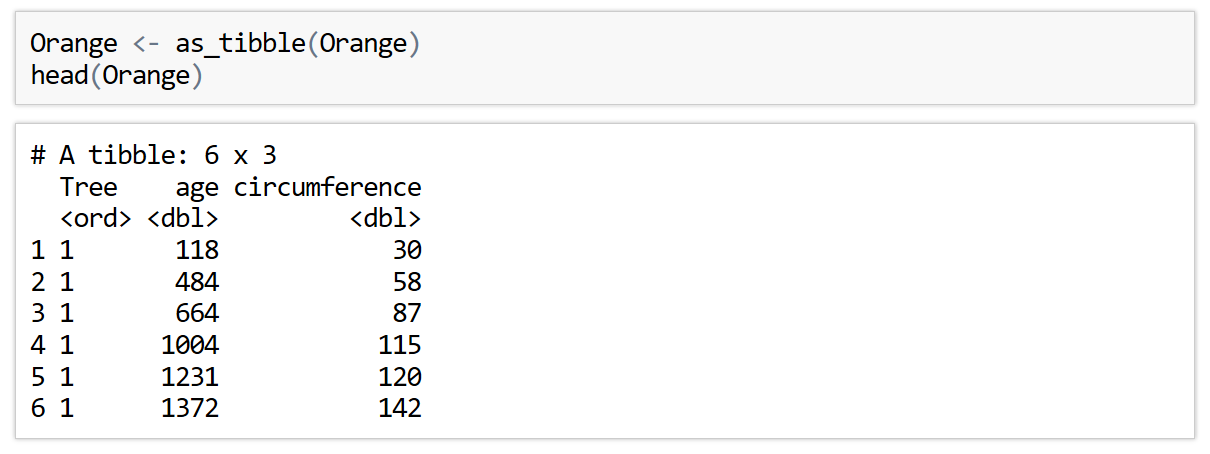 Orange <- as_tibble(Orange)
head(Orange)
# A tibble: 6 x 3
  Tree    age circumference
  <ord> <dbl>         <dbl>
1 1       118            30
2 1       484            58
3 1       664            87
4 1      1004           115
5 1      1231           120
6 1      1372           142